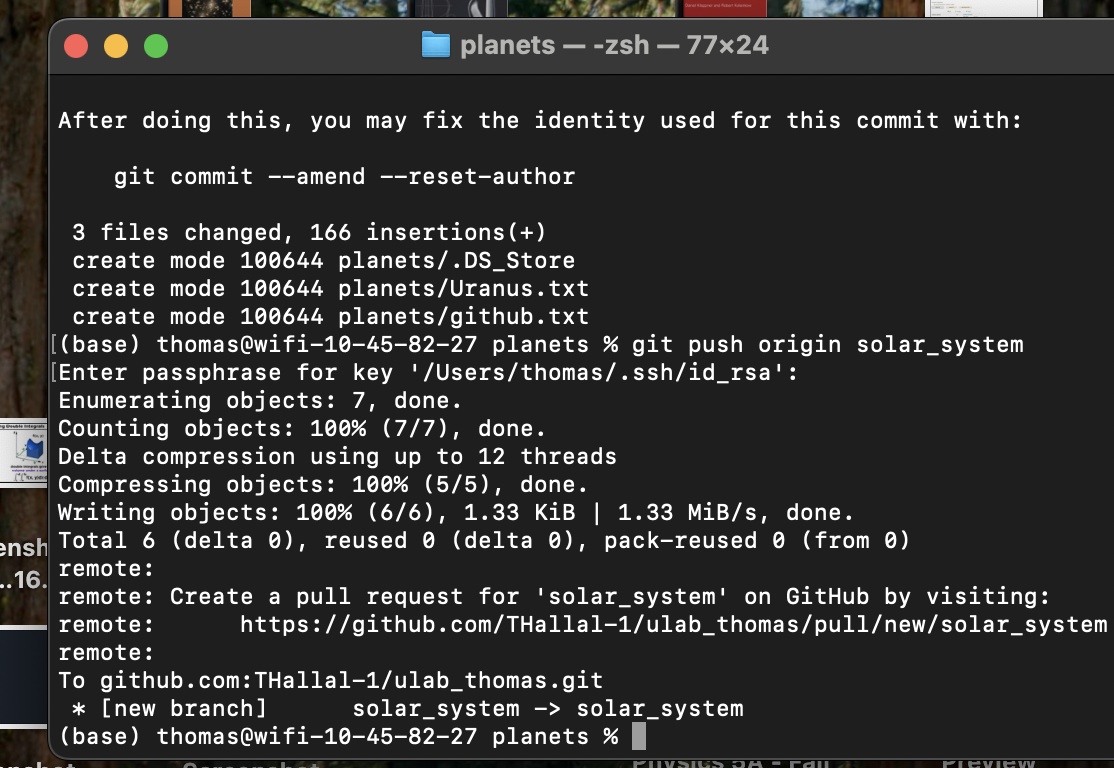 planets — -zsh — 77×24
After doing this, you may fix the identity used for this commit with:
git commit --amend --reset-author
3 files changed, 166 insertions(+)
create mode 100644 planets/.DS_Store
create mode 100644 planets/Uranus.txt
create mode 100644 planets/github.txt
[(base) thomas@wifi-10-45-82-27 planets % git push origin solar_system
[Enter passphrase for key '/Users/thomas/.ssh/id_rsa':
Enumerating objects: 7, done.
Counting objects: 100% (7/7), done.
Delta compression using up to 12 threads
Compressing objects: 100% (5/5), done.
Writing objects: 100% (6/6), 1.33 KiB | 1.33 MiB/s, done.
Total 6 (delta 0), reused 0 (delta 0), pack-reused 0 (from 0)
remote:
remote: Create a pull request for 'solar_system' on GitHub by visiting:
remote:      https://github.com/THallal-1/ulab_thomas/pull/new/solar_system
remote:
To github.com:THallal-1/ulab_thomas.git
* [new branch]      solar_system -> solar_system
(base) thomas@wifi-10-45-82-27 planets %
ensh
..16.
Screenshot
Physics 5A - Fall
Preview